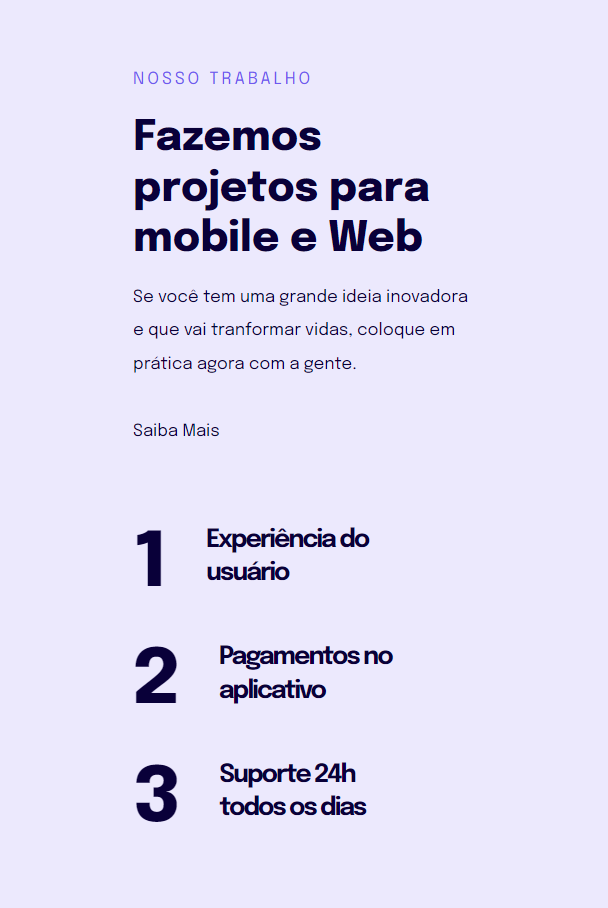 NOSSO TRABALHO
Fazemos
projetos para
mobile e Web
Se você tem uma grande ideia inovadora
e que vai tranformar vidas, coloque em
prática agora com a gente.
Saiba Mais
1
Experiência do
usuário
2
Pagamentos no
aplicativo
3
Suporte 24h
todos os dias